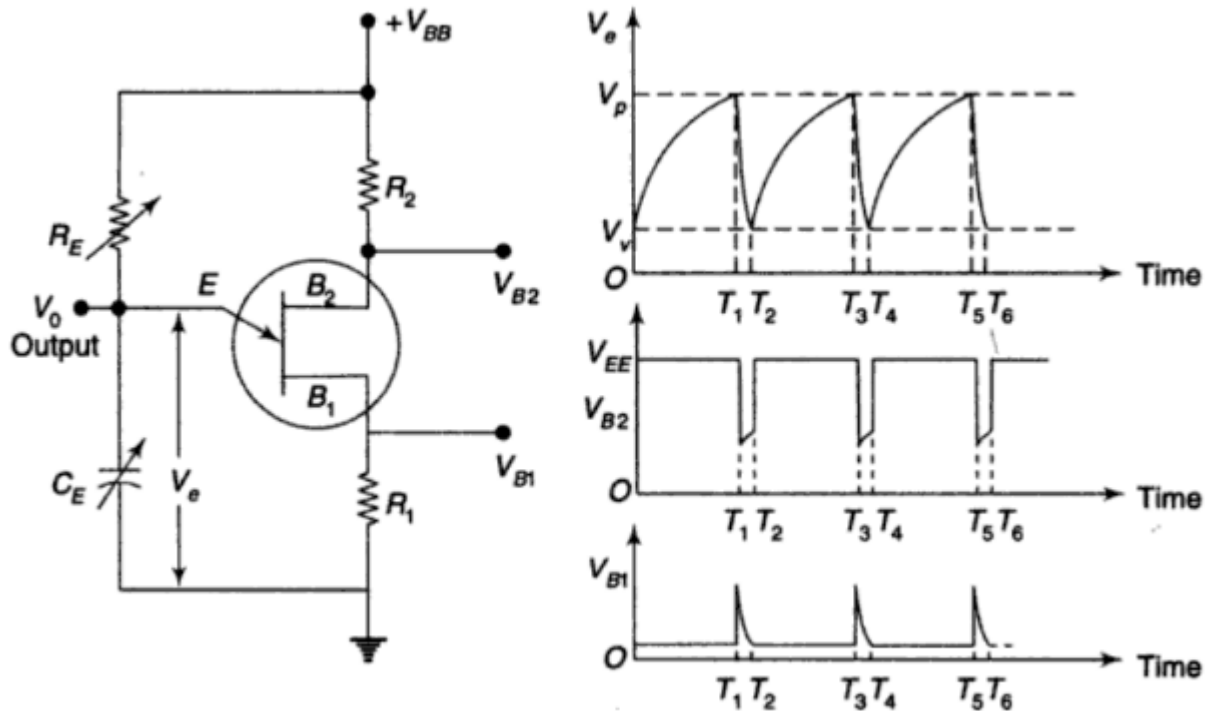 +V_BB
R_2
R_E
E
B_2
V_B2
V_0
Output
B_1
V_B1
C_E
V_e
R_1
V_e
V_p
V_v
O
Time
T_1 T_2
T_3 T_4
T_5 T_6
V_EE
V_B2
O
Time
T_1 T_2
T_3 T_4
T_5 T_6
V_B1
O
Time
T_1 T_2
T_3 T_4
T_5 T_6